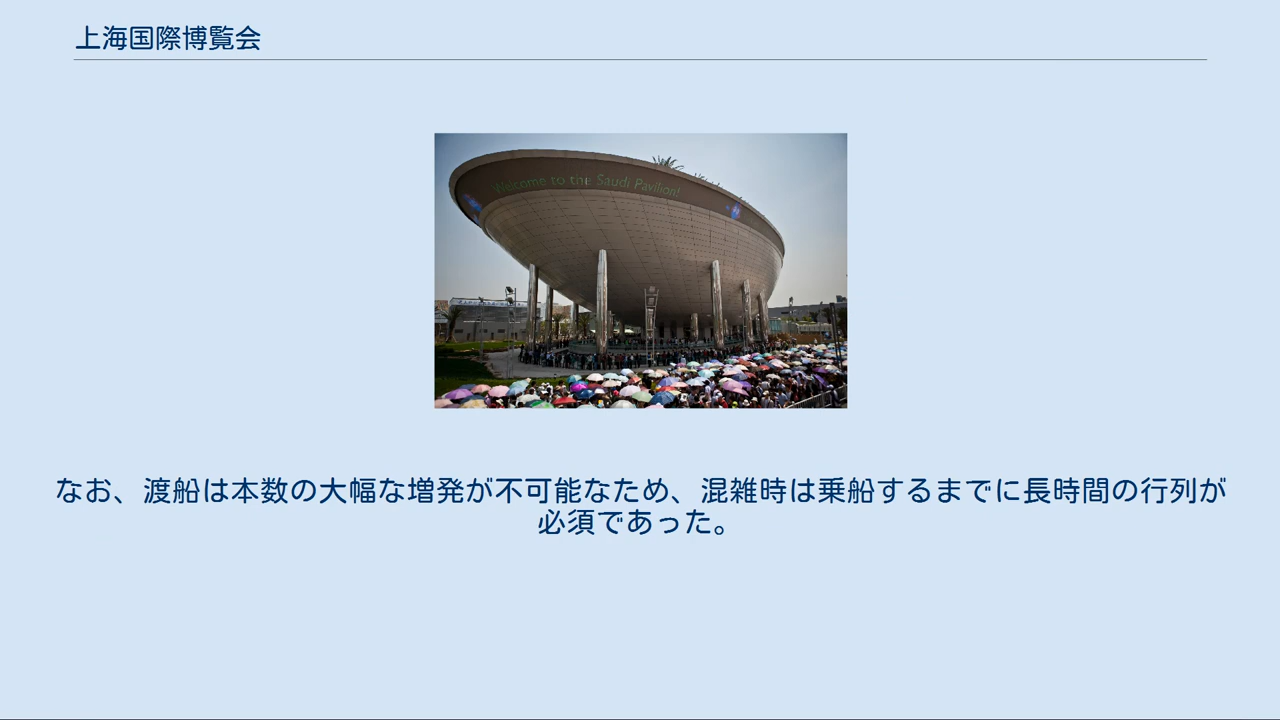 上海国際博覧会
Welcome to the Saudi Pavilion!
なお、渡船は本数の大幅な増発が不可能なため、混雑時は乗船するまでに長時間の行列が
必須であった。